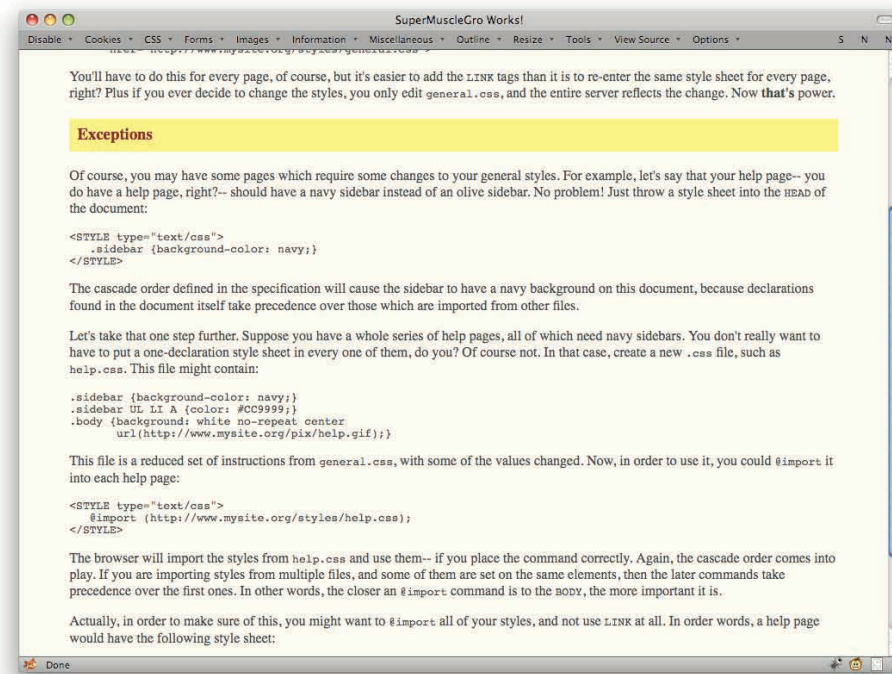 SuperMuscleGro Works!
Disable Cookies CSS Forms Images Information Miscellaneous Outline Resize Tools View Source Options S N N
href="http://www.mysite.org/styles/general.css">
You'll have to do this for every page, of course, but it's easier to add the LINK tags than it is to re-enter the same style sheet for every page,
right? Plus if you ever decide to change the styles, you only edit general.css, and the entire server reflects the change. Now that's power.
Exceptions
Of course, you may have some pages which require some changes to your general styles. For example, let's say that your help page-- you
do have a help page, right?-- should have a navy sidebar instead of an olive sidebar. No problem! Just throw a style sheet into the HEAD of
the document:
<STYLE type="text/css">
.sidebar {background-color: navy;}
</STYLE>
The cascade order defined in the specification will cause the sidebar to have a navy background on this document, because declarations
found in the document itself take precedence over those which are imported from other files.
Let's take that one step further. Suppose you have a whole series of help pages, all of which need navy sidebars. You don't really want to
have to put a one-declaration style sheet in every one of them, do you? Of course not. In that case, create a new .css file, such as
help.css. This file might contain:
.sidebar {background-color: navy;}
.sidebar UL LI A {color: #CC9999;}
.body {background: white no-repeat center
url(http://www.mysite.org/pix/help.gif);}
This file is a reduced set of instructions from general.css, with some of the values changed. Now, in order to use it, you could @import it
into each help page:
<STYLE type="text/css">
@import (http://www.mysite.org/styles/help.css);
</STYLE>
The browser will import the styles from help.css and use them-- if you place the command correctly. Again, the cascade order comes into
play. If you are importing styles from multiple files, and some of them are set on the same elements, then the later commands take
precedence over the first ones. In other words, the closer an @import command is to the BODY, the more important it is.
Actually, in order to make sure of this, you might want to @import all of your styles, and not use LINK at all. In order words, a help page
would have the following style sheet:
Done